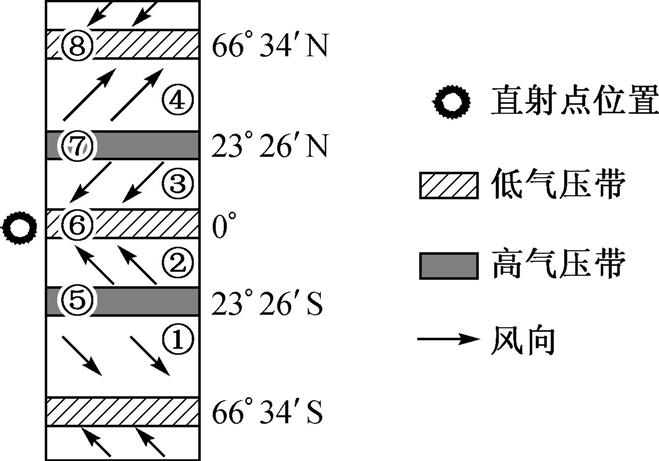 ⑧ 66°34′N
④
⑦ 23°26′N
③
⑥ 0°
②
⑤ 23°26′S
①
66°34′S
直射点位置
低气压带
高气压带
风向